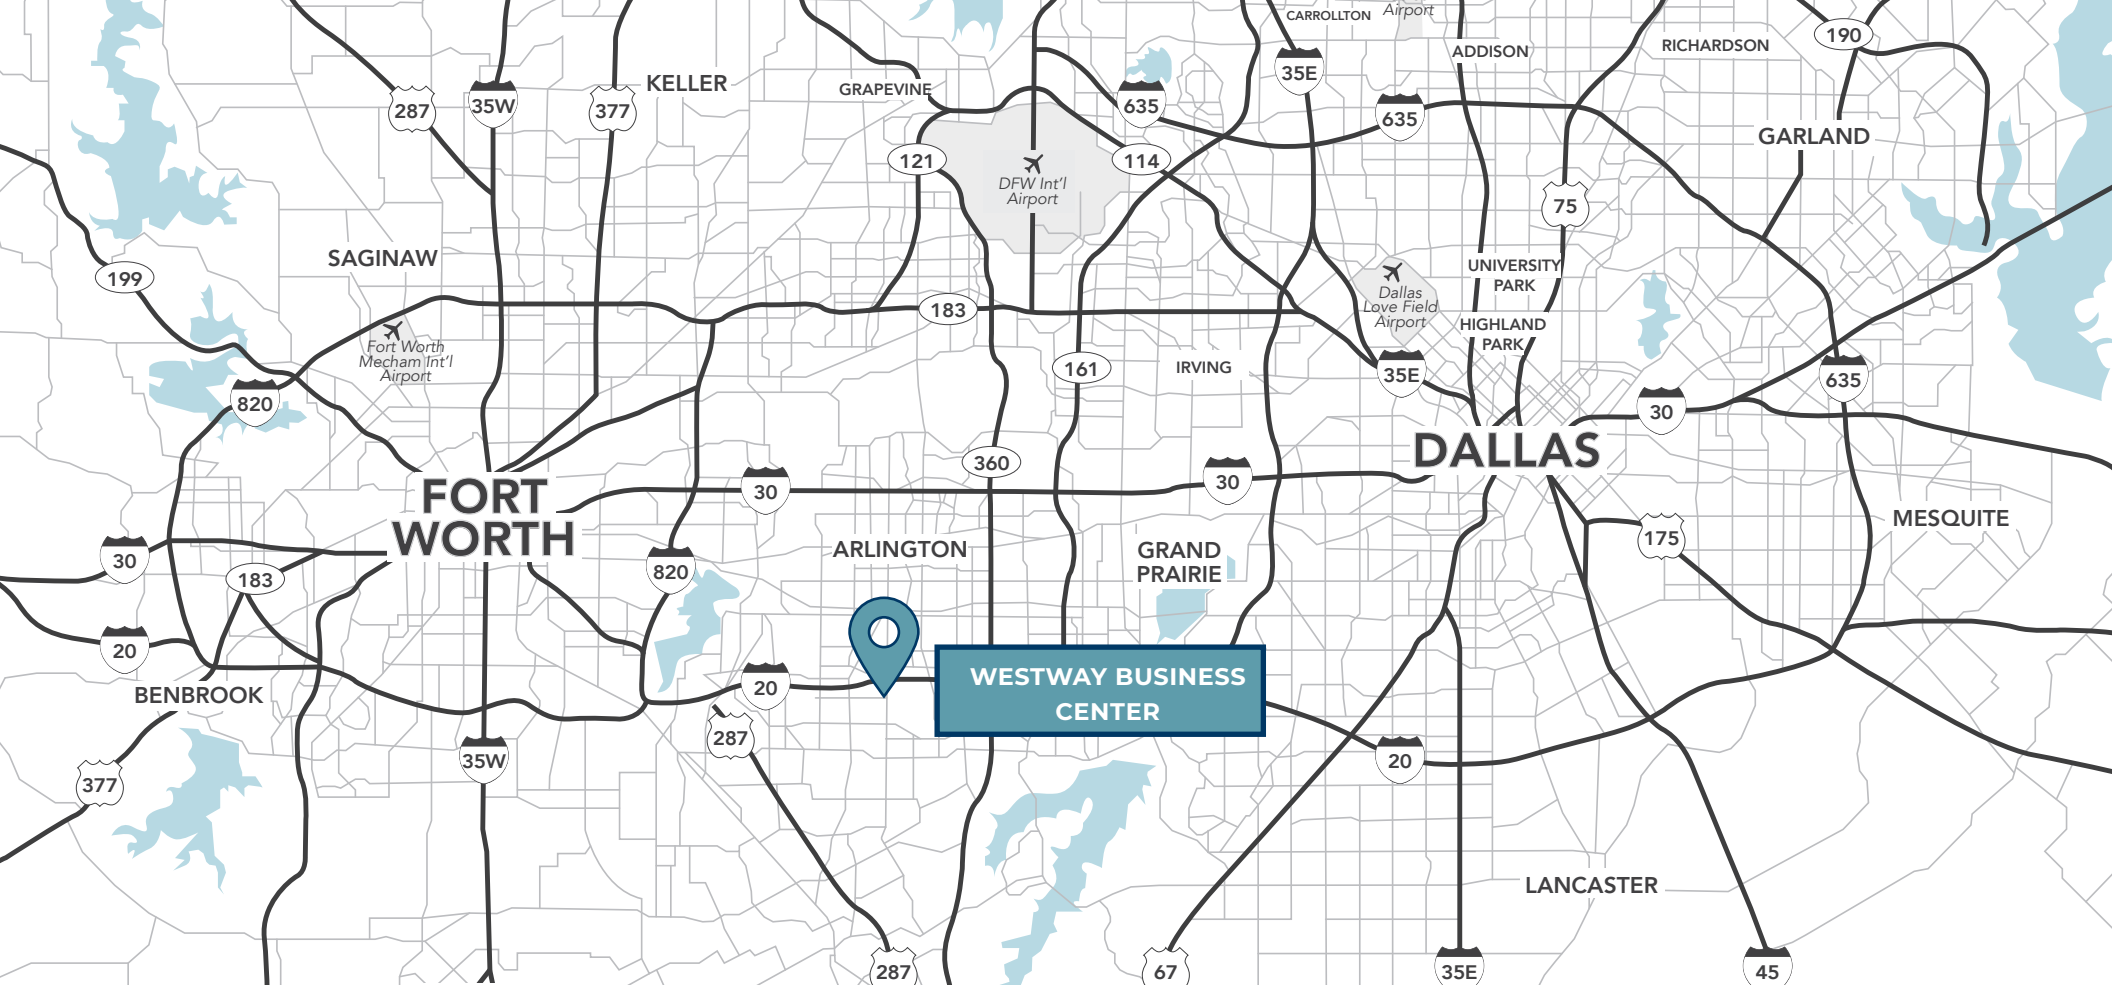 CARROLLTON
Airport
190
ADDISON
RICHARDSON
35E
KELLER
GRAPEVINE
287
35W
377
635
635
GARLAND
121
114
DFW Int'l
Airport
75
SAGINAW
199
UNIVERSITY
PARK
Dallas
Love Field
Airport
183
HIGHLAND
PARK
Fort Worth
Mecham Int'l
Airport
161
IRVING
35E
635
820
30
DALLAS
360
30
30
FORT
WORTH
MESQUITE
175
ARLINGTON
GRAND
PRAIRIE
30
183
820
20
WESTWAY BUSINESS
CENTER
20
BENBROOK
287
35W
20
377
LANCASTER
287
67
35E
45